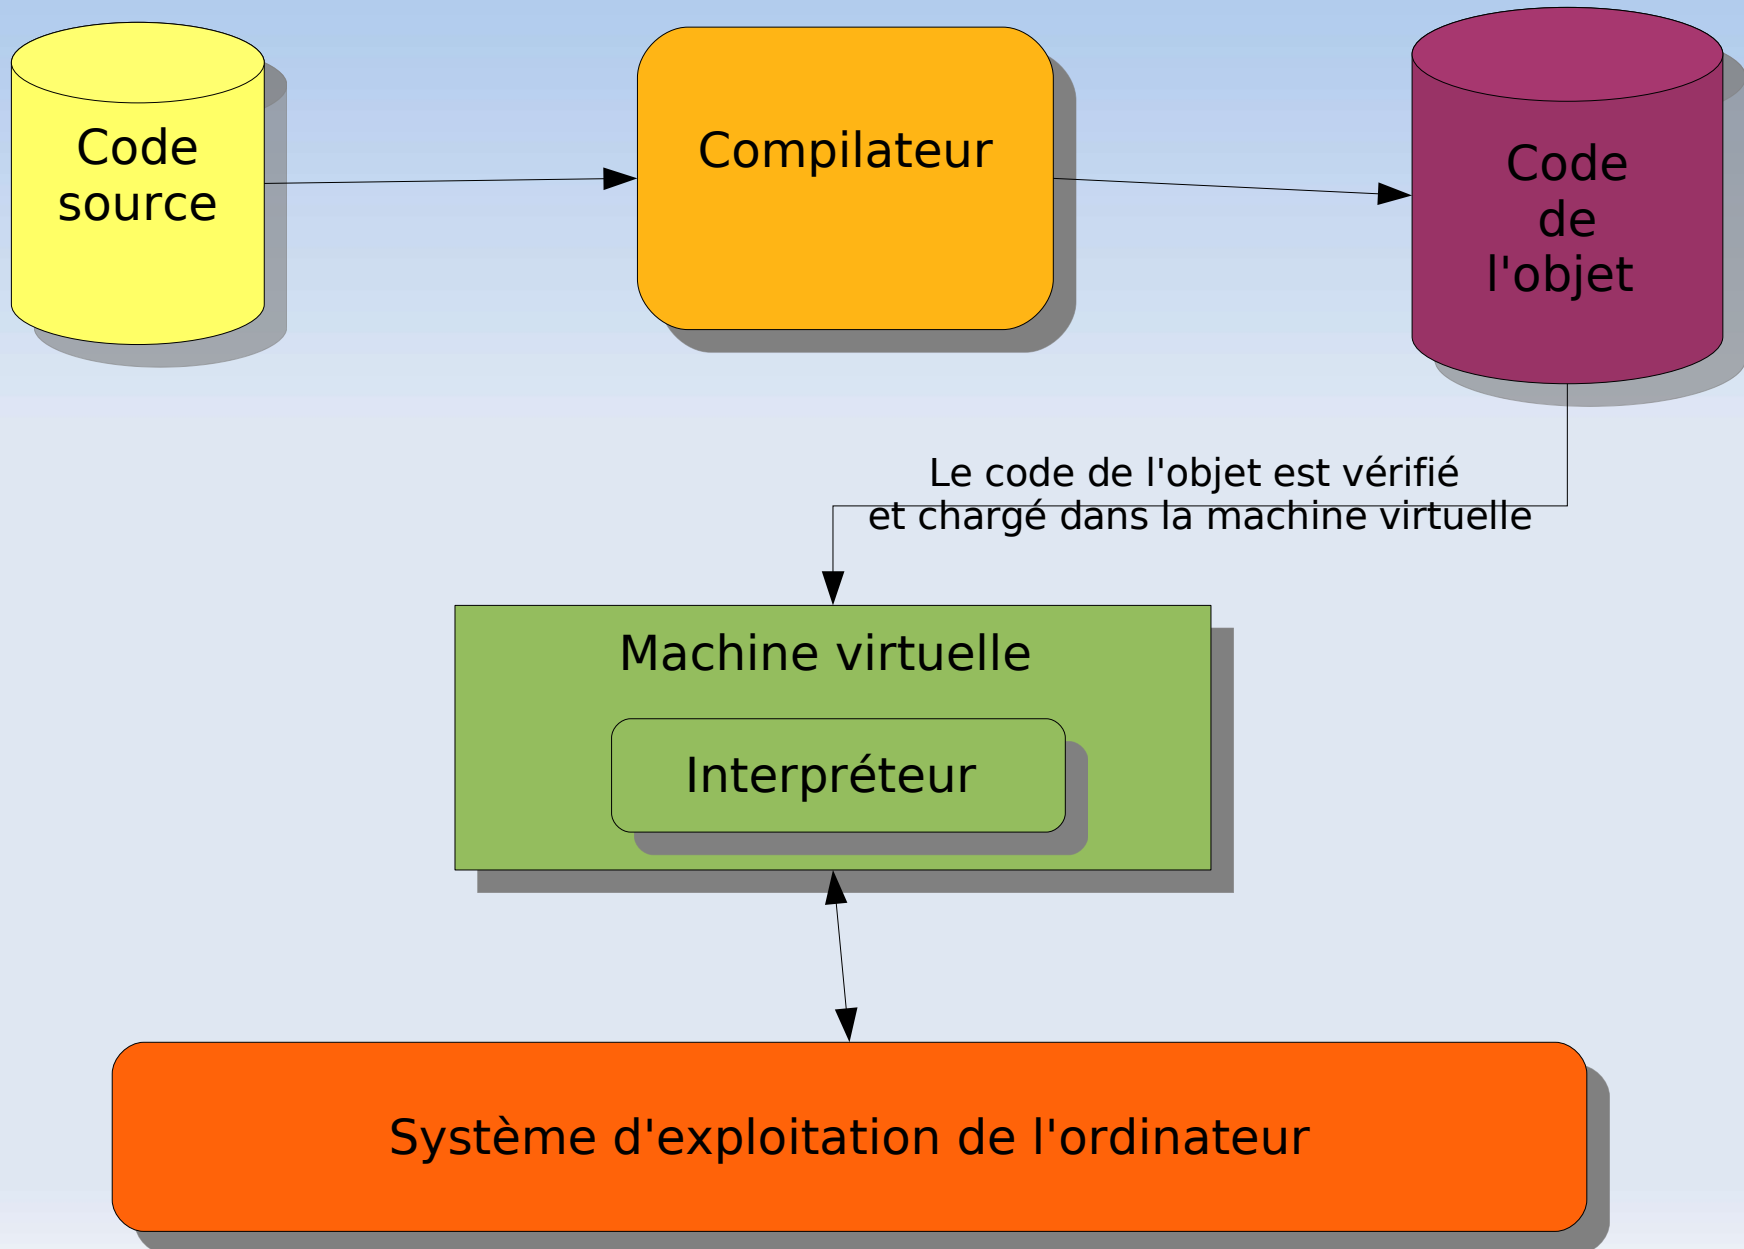 Code
source
Compilateur
Code
de
l'objet
Le code de l'objet est vérifié
et chargé dans la machine virtuelle
Machine virtuelle
Interpréteur
Système d'exploitation de l'ordinateur